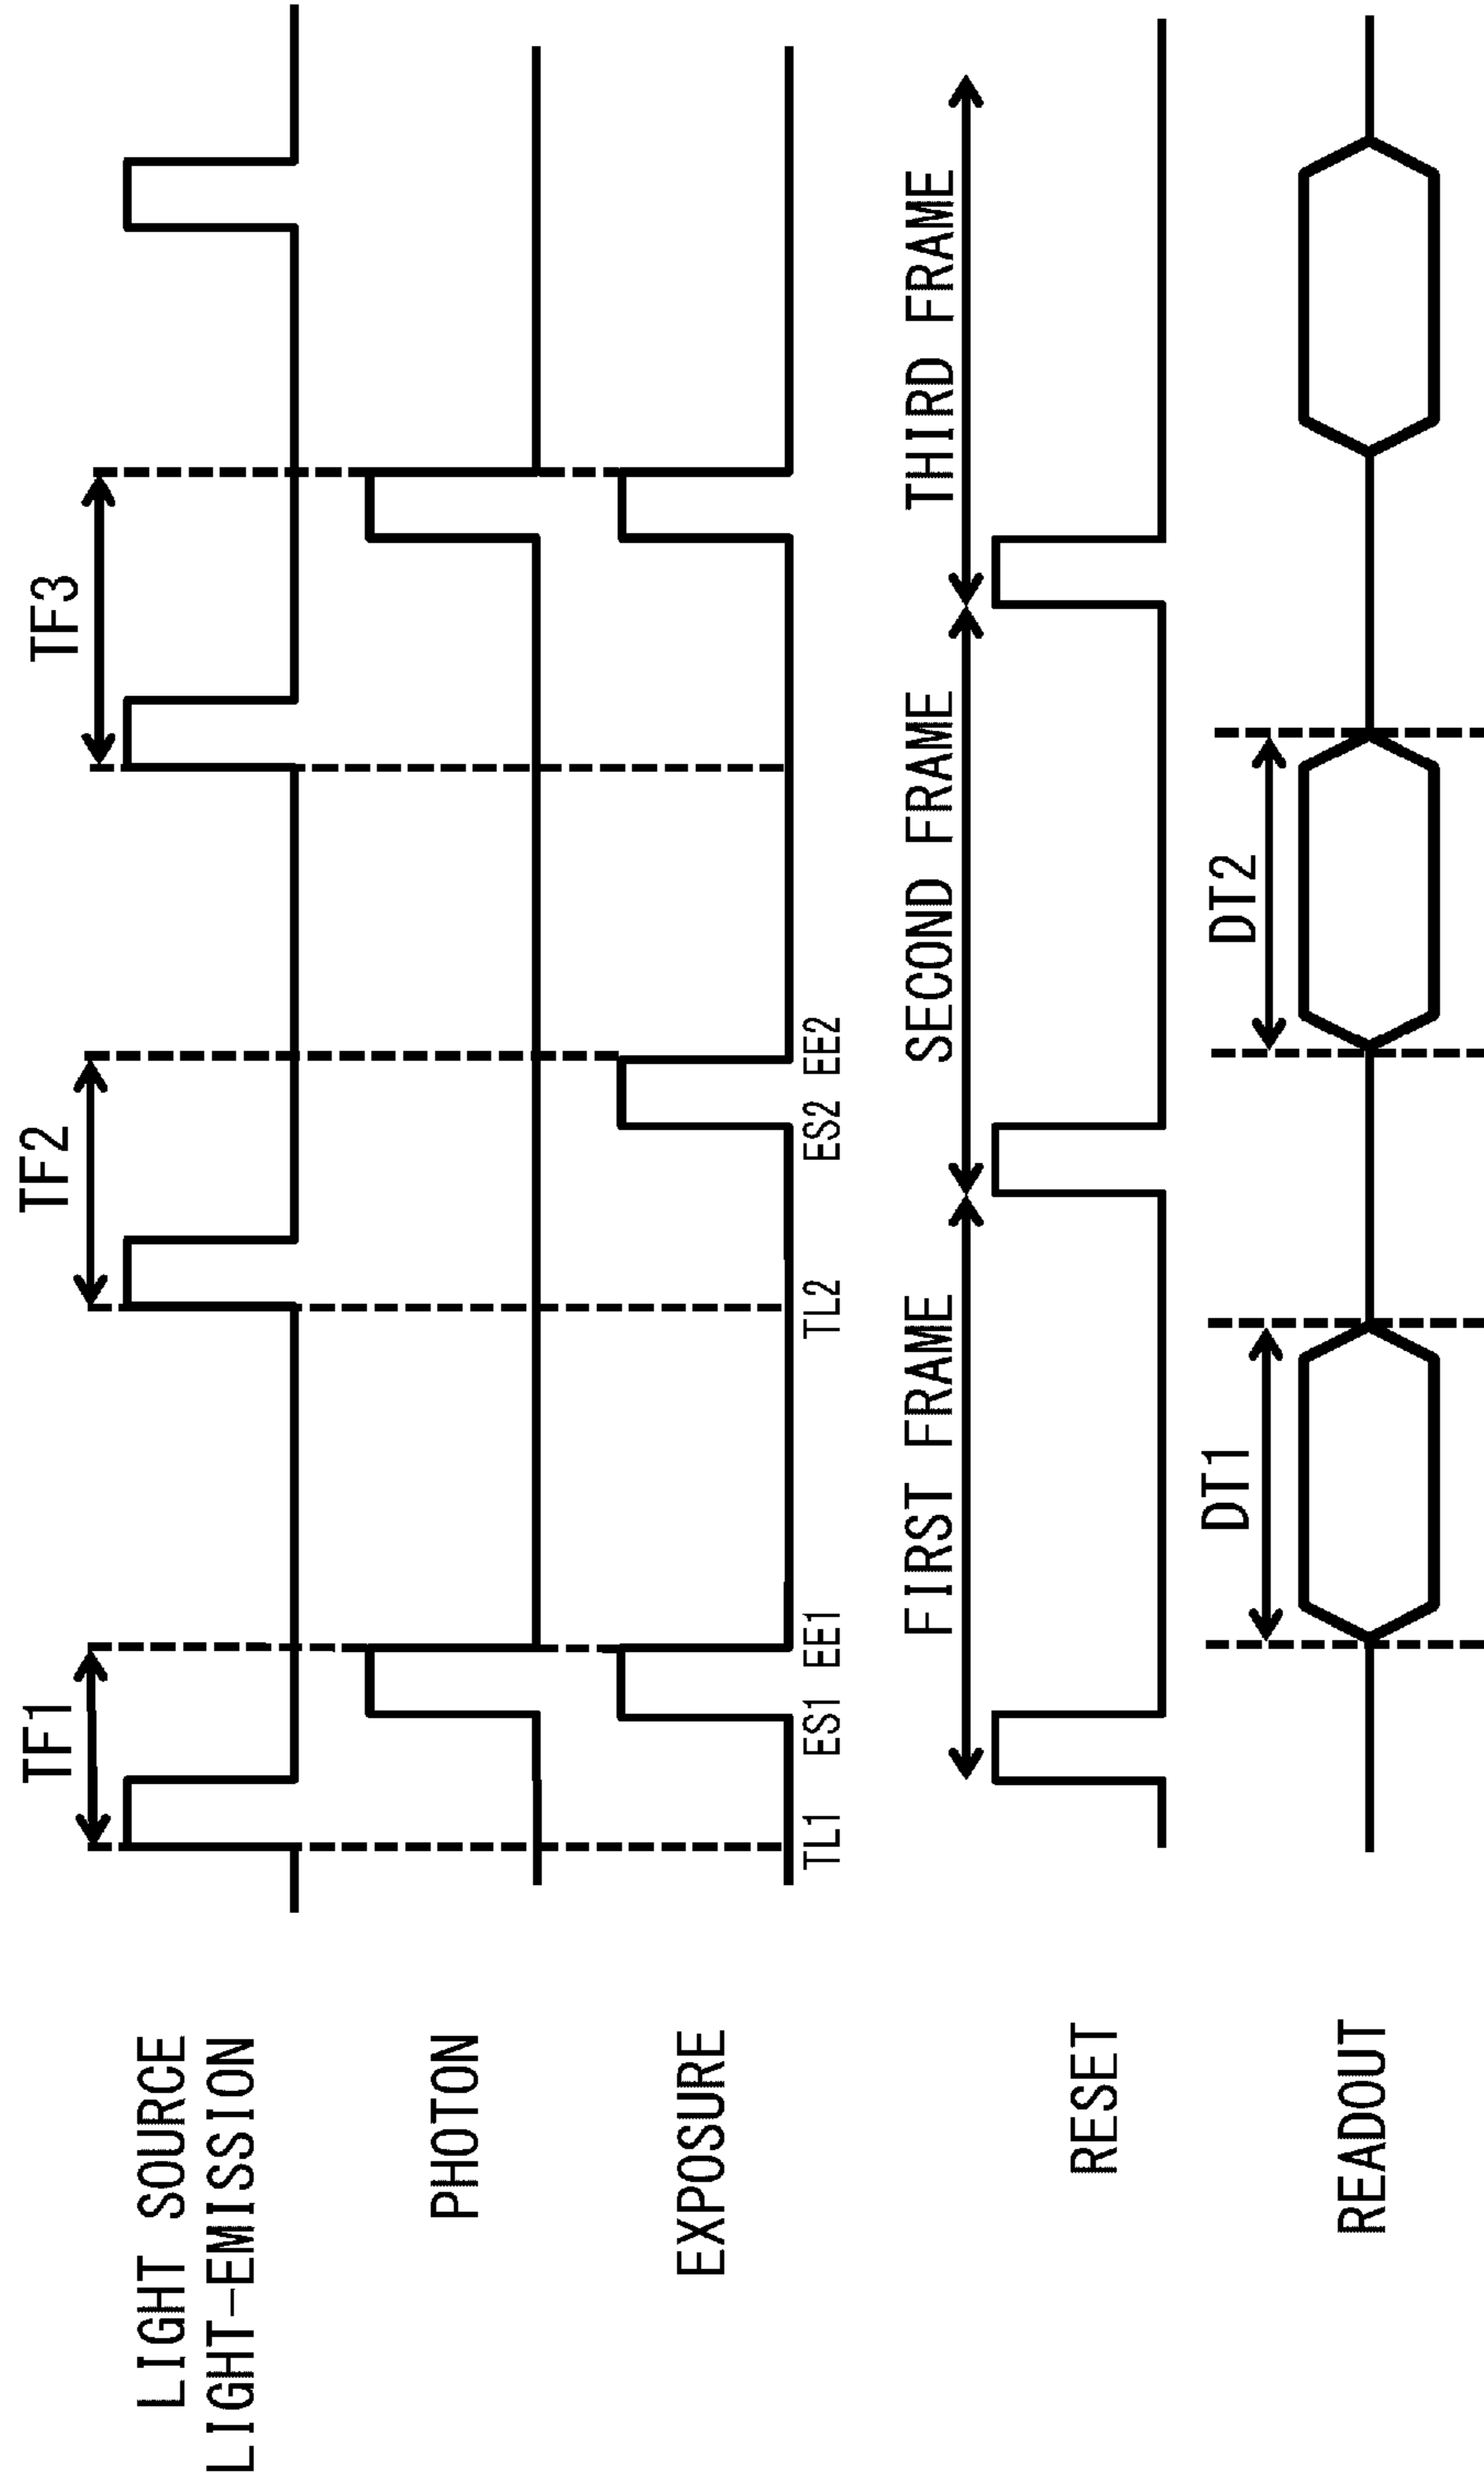 TF1
TF2
TF3
LIGHT SOURCE
LIGHT-EMISSION
PHOTON
EXPOSURE
TL1
ES1
EE1
TL2
ES2
EE2
FIRST FRAME
SECOND FRAME
THIRD FRAME
RESET
DT1
DT2
READOUT